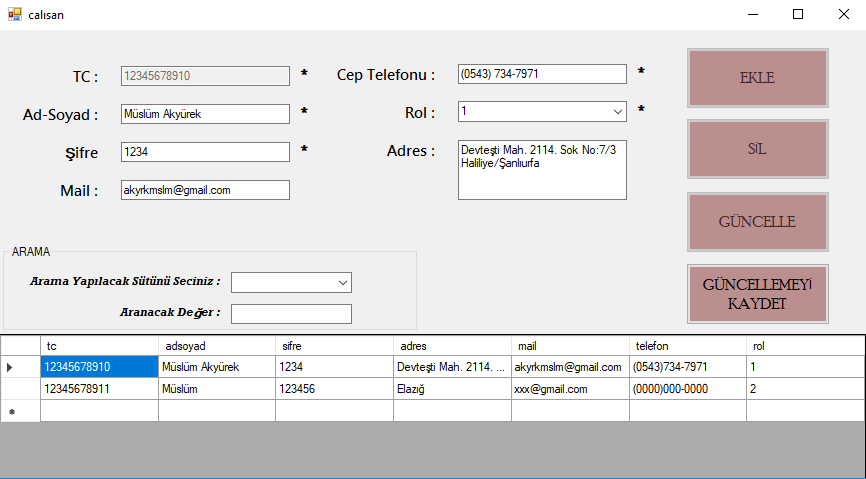 calısan
TC : 12345678910 * Cep Telefonu : (0543) 734-7971 * EKLE
Ad-Soyad : Müslüm Akyürek * Rol : 1 *
Şifre 1234 * Adres : Devteşti Mah. 2114. Sok No:7/3
Haliliye/Şanlıurfa
SİL
Mail : akyrkmslm@gmail.com
GÜNCELLE
ARAMA
Arama Yapılacak Sütünü Seciniz :
GÜNCELLEMEYİ
KAYDET
Aranacak Değer :
tc adsoyad sifre adres mail telefon rol
12345678910 Müslüm Akyürek 1234 Devteşti Mah. 2114. ... akyrkmslm@gmail.com (0543)734-7971 1
12345678911 Müslüm 123456 Elazığ xxx@gmail.com (0000)000-0000 2